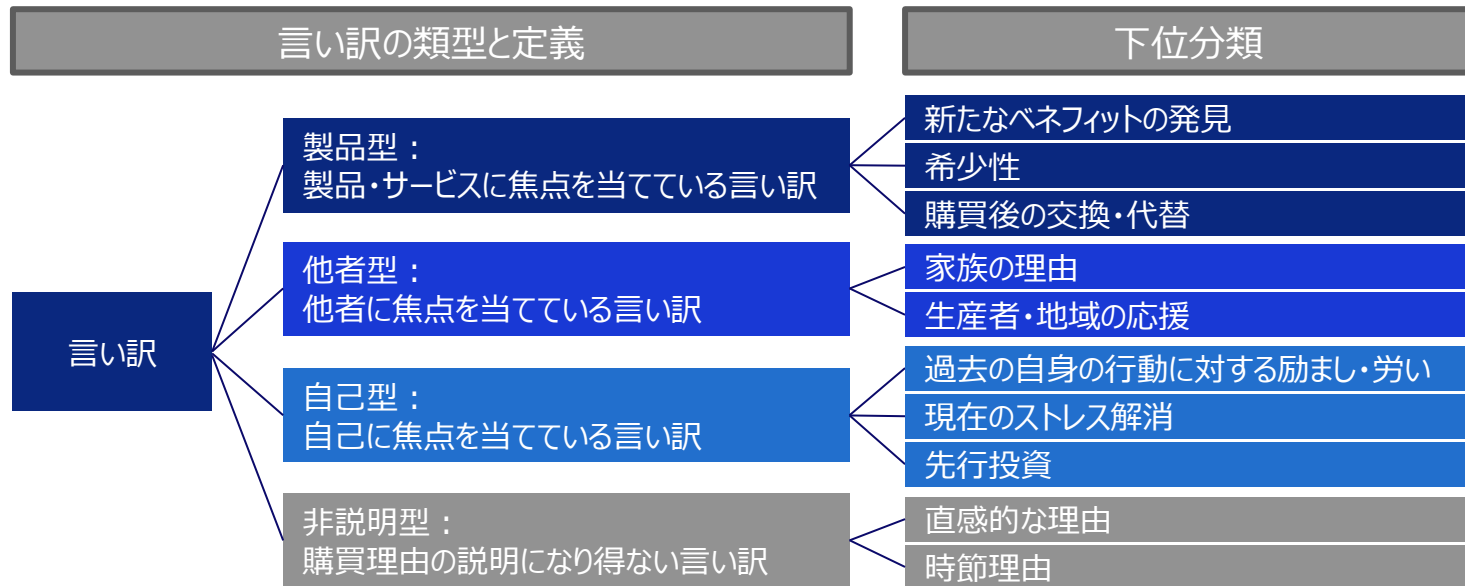 言い訳の類型と定義
下位分類
言い訳
製品型：
製品・サービスに焦点を当てている言い訳
新たなベネフィットの発見
希少性
購買後の交換・代替
他者型：
他者に焦点を当てている言い訳
家族の理由
生産者・地域の応援
自己型：
自己に焦点を当てている言い訳
過去の自身の行動に対する励まし・労い
現在のストレス解消
先行投資
非説明型：
購買理由の説明になり得ない言い訳
直感的な理由
時節理由